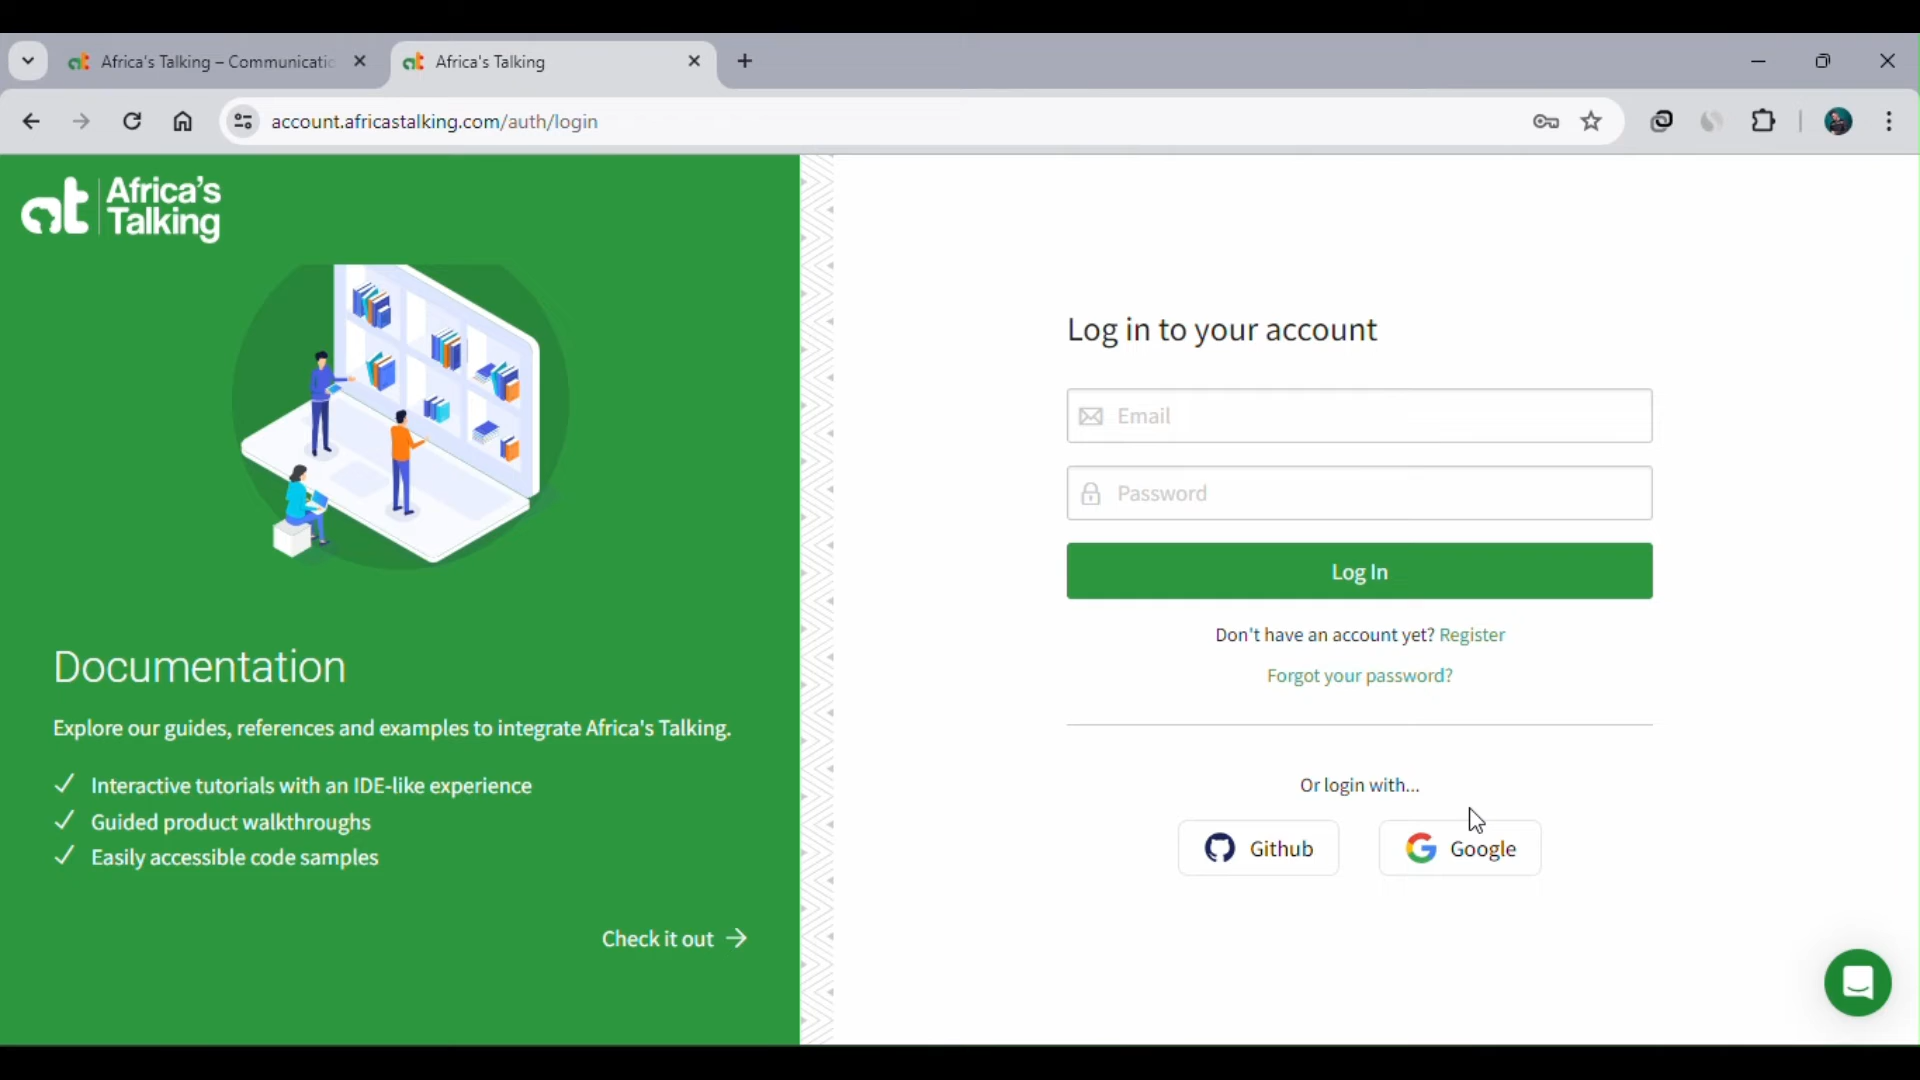 Africa's Talking – Communicatio
Africa's Talking
account.africastalking.com/auth/login
at Africa's
Talking
Documentation
Explore our guides, references and examples to integrate Africa's Talking.
Interactive tutorials with an IDE-like experience
Guided product walkthroughs
Easily accessible code samples
Check it out
Log in to your account
Email
Password
Log In
Don't have an account yet? Register
Forgot your password?
Or login with...
Github
Google